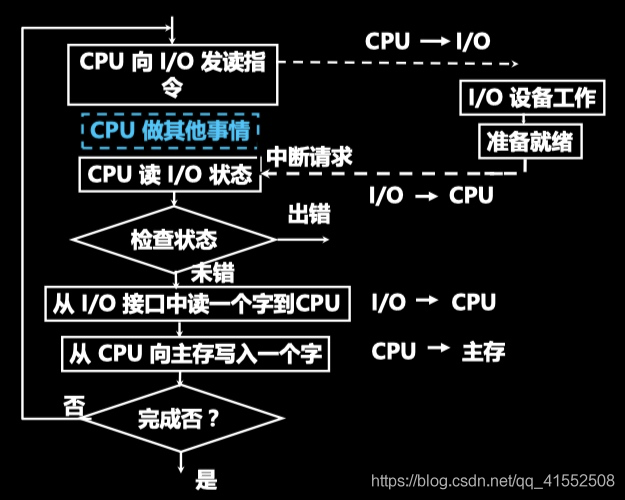 CPU 向 I/O 发读指
令
CPU → I/O
I/O 设备工作
CPU 做其他事情
准备就绪
中断请求
CPU 读 I/O 状态
I/O → CPU
出错
检查状态
未错
从 I/O 接口中读一个字到CPU
I/O → CPU
从 CPU 向主存写入一个字
CPU → 主存
否
完成否？
是
https://blog.csdn.net/qq_41552508